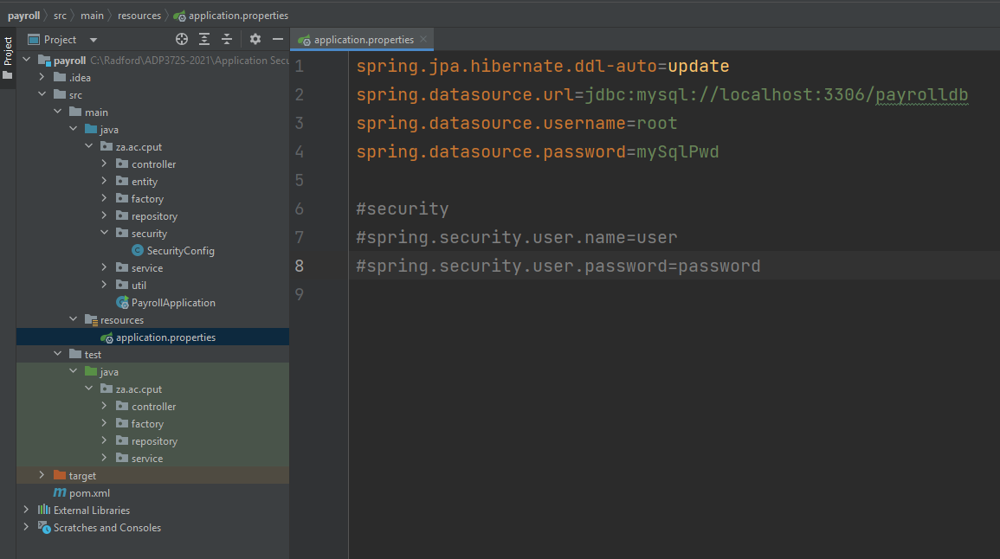 payroll src main resources application.properties
Project
Project
application.properties
payroll C:\Radford\ADP372S-2021\Application Secu
.idea
src
main
java
za.ac.cput
controller
entity
factory
repository
security
SecurityConfig
service
util
PayrollApplication
resources
application.properties
test
java
za.ac.cput
controller
factory
repository
service
target
pom.xml
External Libraries
Scratches and Consoles
1 spring.jpa.hibernate.ddl-auto=update
2 spring.datasource.url=jdbc:mysql://localhost:3306/payrolldb
3 spring.datasource.username=root
4 spring.datasource.password=mySqlPwd
5
6 #security
7 #spring.security.user.name=user
8 #spring.security.user.password=password
9